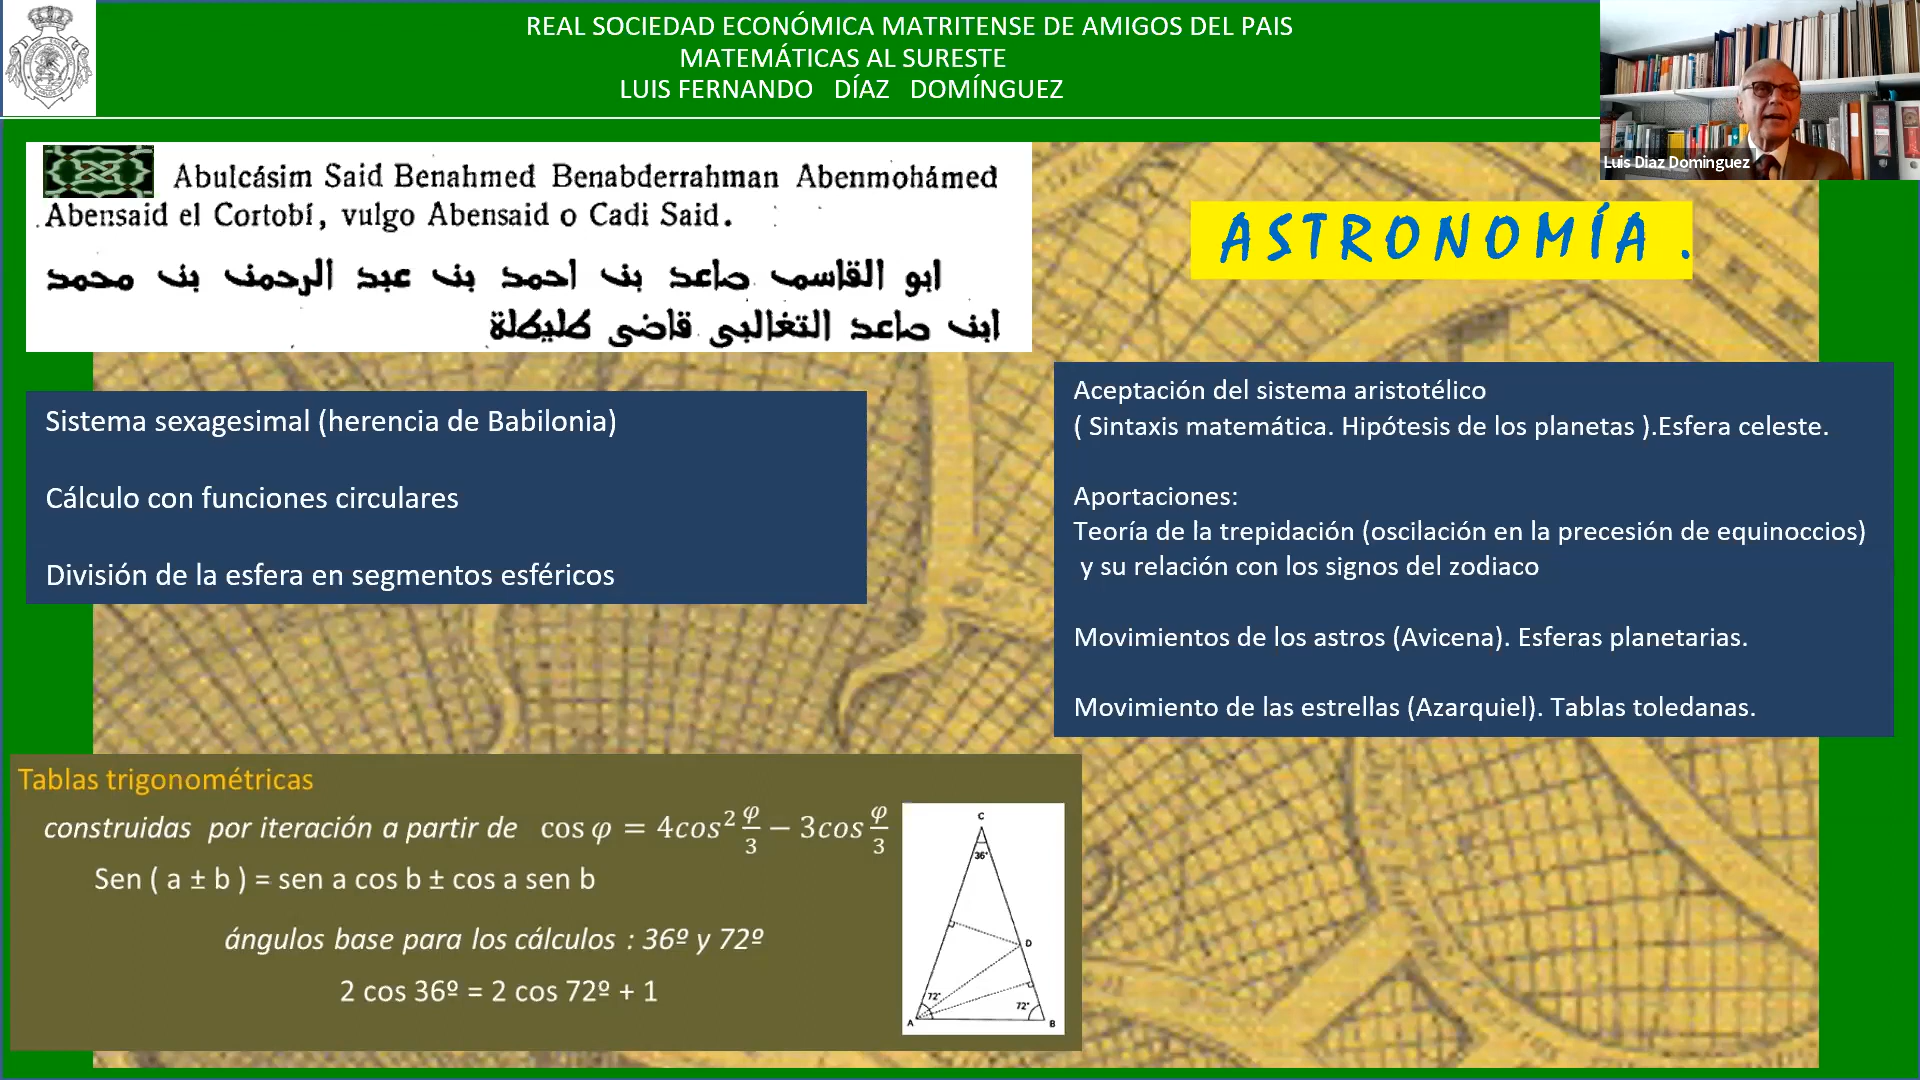 REAL SOCIEDAD ECONÓMICA MATRITENSE DE AMIGOS DEL PAIS
MATEMÁTICAS AL SURESTE
LUIS FERNANDO DÍAZ DOMÍNGUEZ
Luis Diaz Dominguez
Abulcásim Said Benahmed Benabderrahman Abenmohámed
Abensaid el Cortobí, vulgo Abensaid o Cadi Said.
ابو القاسم صاعد بن احمد بن عبد الرحمن بن محمد
ابن صاعد التغالبى قاضى طليطلة
ASTRONOMÍA .
Sistema sexagesimal (herencia de Babilonia)
Cálculo con funciones circulares
División de la esfera en segmentos esféricos
Aceptación del sistema aristotélico
( Sintaxis matemática. Hipótesis de los planetas ).Esfera celeste.
Aportaciones:
Teoría de la trepidación (oscilación en la precesión de equinoccios)
y su relación con los signos del zodiaco
Movimientos de los astros (Avicena). Esferas planetarias.
Movimiento de las estrellas (Azarquiel). Tablas toledanas.
Tablas trigonométricas
construidas por iteración a partir de cos φ = 4cos² φ/3 − 3cos φ/3
Sen ( a ± b ) = sen a cos b ± cos a sen b
ángulos base para los cálculos : 36º y 72º
2 cos 36º = 2 cos 72º + 1
C
36°
D
72°
72°
A
B